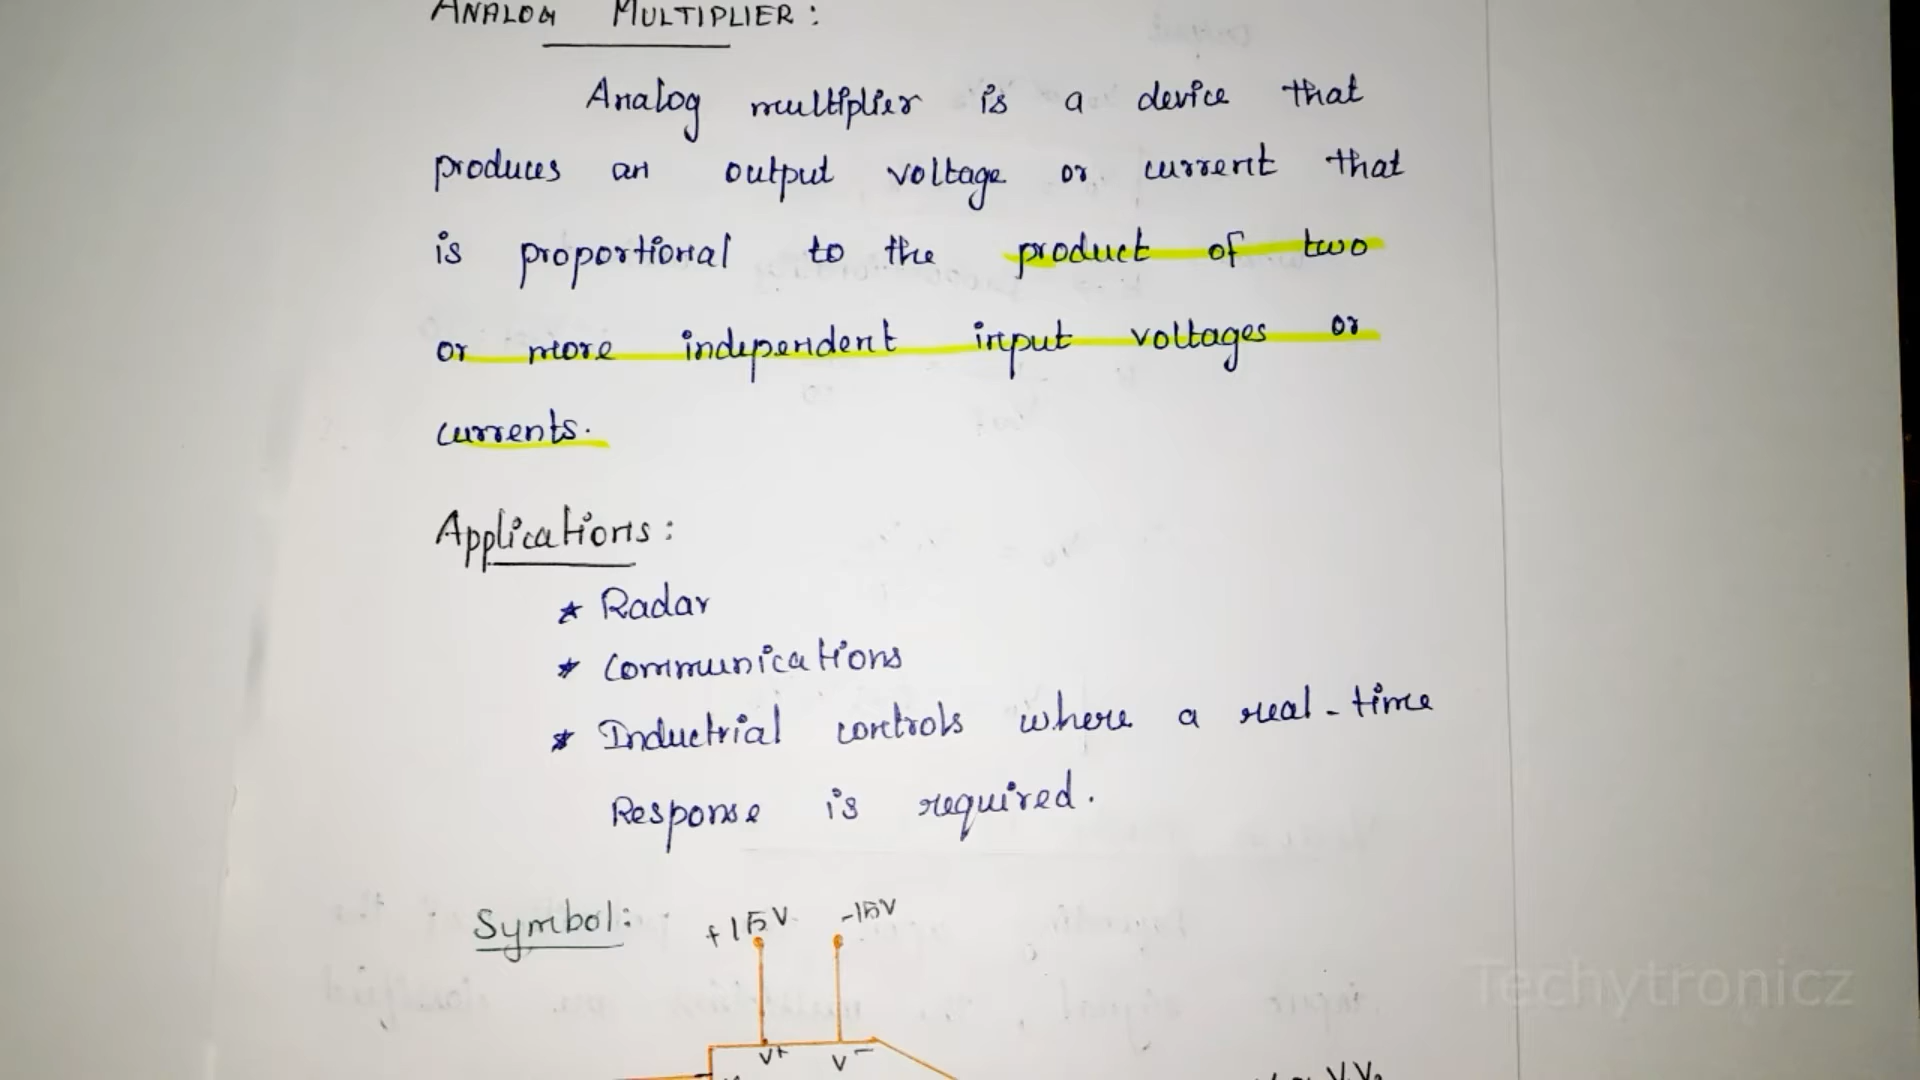 ANALOG MULTIPLIER:
Analog multiplier is a device that
produces an output voltage or current that
is proportional to the product of two
or more independent input voltages or
currents.
Applications:
* Radar
* Communications
* Inductrial controls where a real-time
Response is required.
Symbol:
+15V -15V
V+ V-
Techytronicz